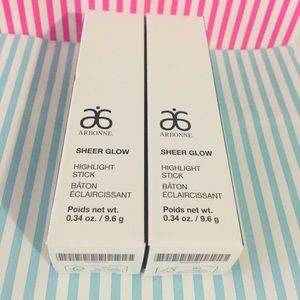 ARBONNE.
SHEER GLOW
HIGHLIGHT
STICK
BÂTON
ÉCLAIRCISSANT
Poids net wt.
0.34 oz. / 9.6 g
ARBONNE.
SHEER GLOW
HIGHLIGHT
STICK
BÂTON
ÉCLAIRCISSANT
Poids net wt.
0.34 oz. / 9.6 g